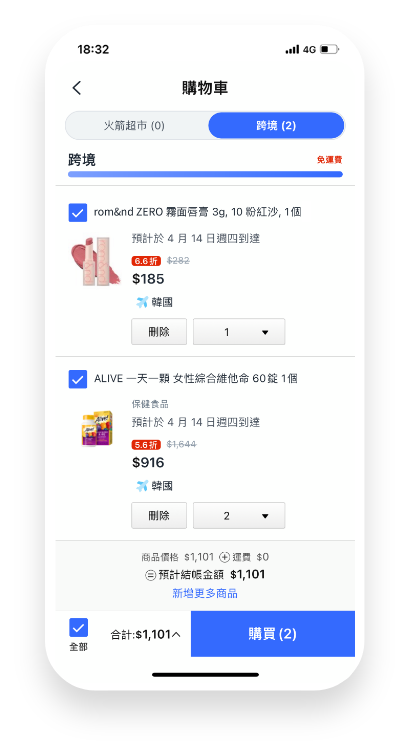 18:32
4G
購物車
火箭超市 (0)
跨境 (2)
跨境
免運費
rom&nd ZERO 霧面唇膏 3g, 10 粉紅沙, 1個
預計於 4 月 14 日週四到達
6.6折 $282
$185
韓國
刪除
1
ALIVE 一天一顆 女性綜合維他命 60錠 1個
保健食品
預計於 4 月 14 日週四到達
5.6折 $1,644
$916
韓國
刪除
2
商品價格 $1,101 + 運費 $0
= 預計結帳金額 $1,101
新增更多商品
全部
合計:$1,101
購買 (2)